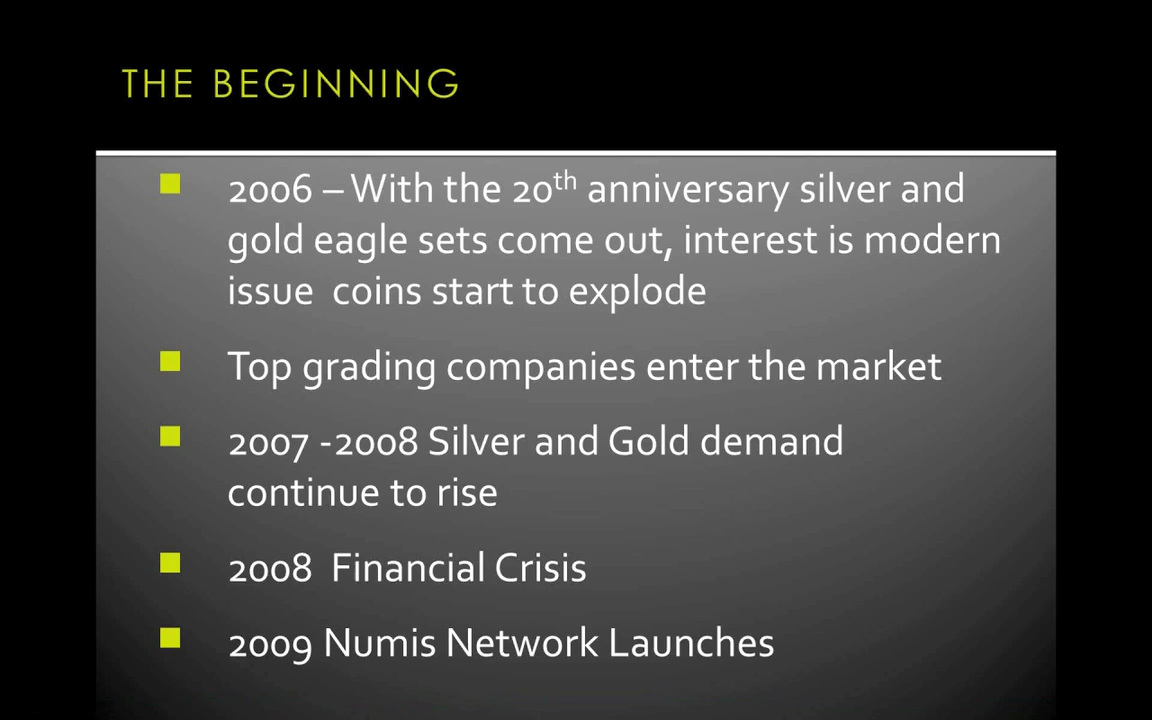 THE BEGINNING
2006 – With the 20th anniversary silver and
gold eagle sets come out, interest is modern
issue  coins start to explode
Top grading companies enter the market
2007 -2008 Silver and Gold demand
continue to rise
2008  Financial Crisis
2009 Numis Network Launches